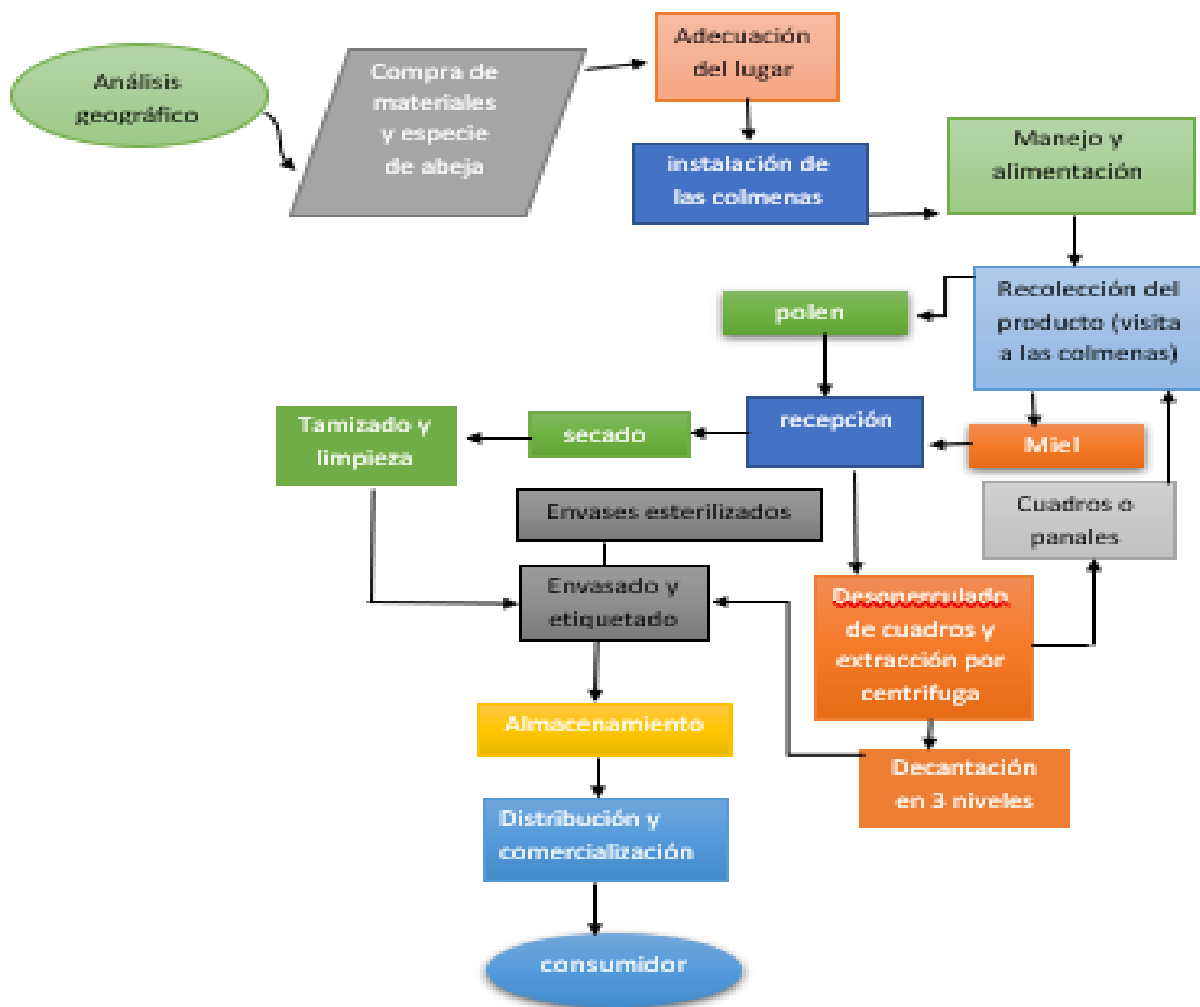 Análisis
geográfico
Compra de
materiales
y especie
de abeja
Adecuación
del lugar
instalación de
las colmenas
Manejo y
alimentación
Recolección del
producto (visita
a las colmenas)
polen
Miel
recepción
secado
Tamizado y
limpieza
Cuadros o
panales
Envases esterilizados
Envasado y
etiquetado
Desoperculado
de cuadros y
extracción por
centrifuga
Decantación
en 3 niveles
Almacenamiento
Distribución y
comercialización
consumidor